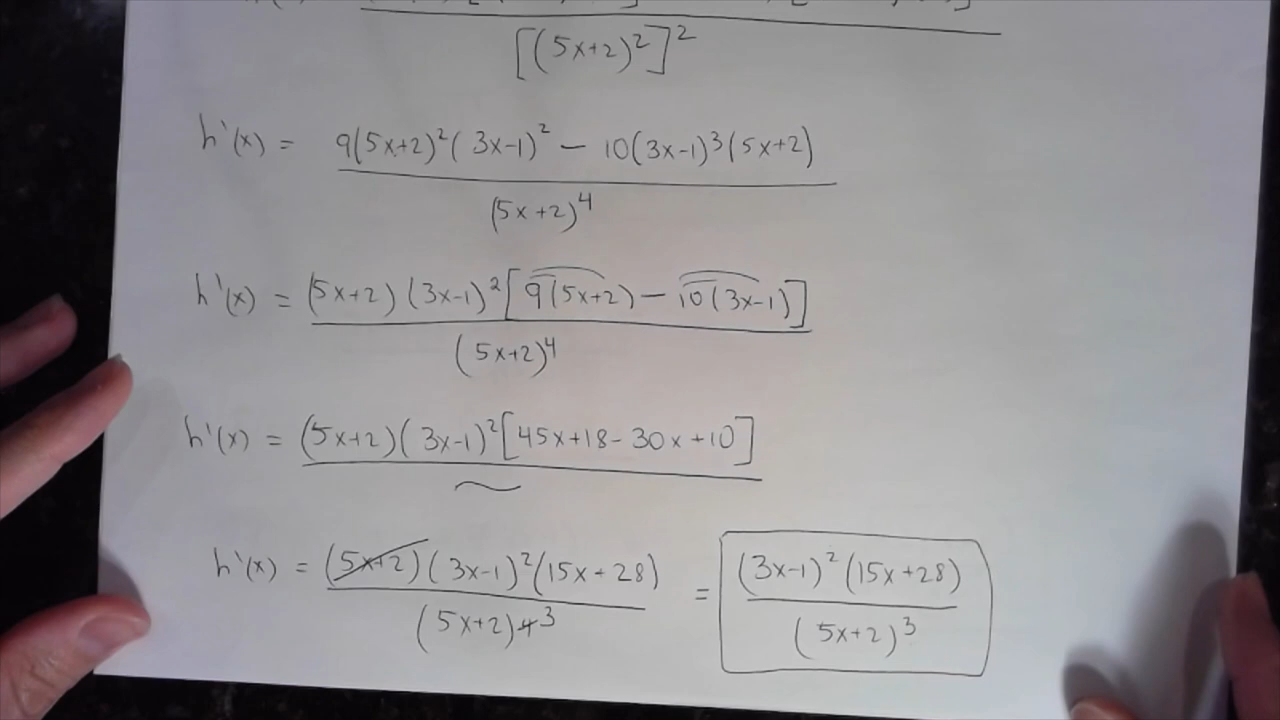 [(5x+2)²]²
h'(x) = 9(5x+2)²(3x-1)² - 10(3x-1)³(5x+2)
(5x+2)⁴
h'(x) = (5x+2)(3x-1)²[9(5x+2) - 10(3x-1)]
(5x+2)⁴
h'(x) = (5x+2)(3x-1)²[45x+18-30x+10]
~
h'(x) = (5x+2)(3x-1)²(15x+28) = (3x-1)²(15x+28)
(5x+2)4³ (5x+2)³